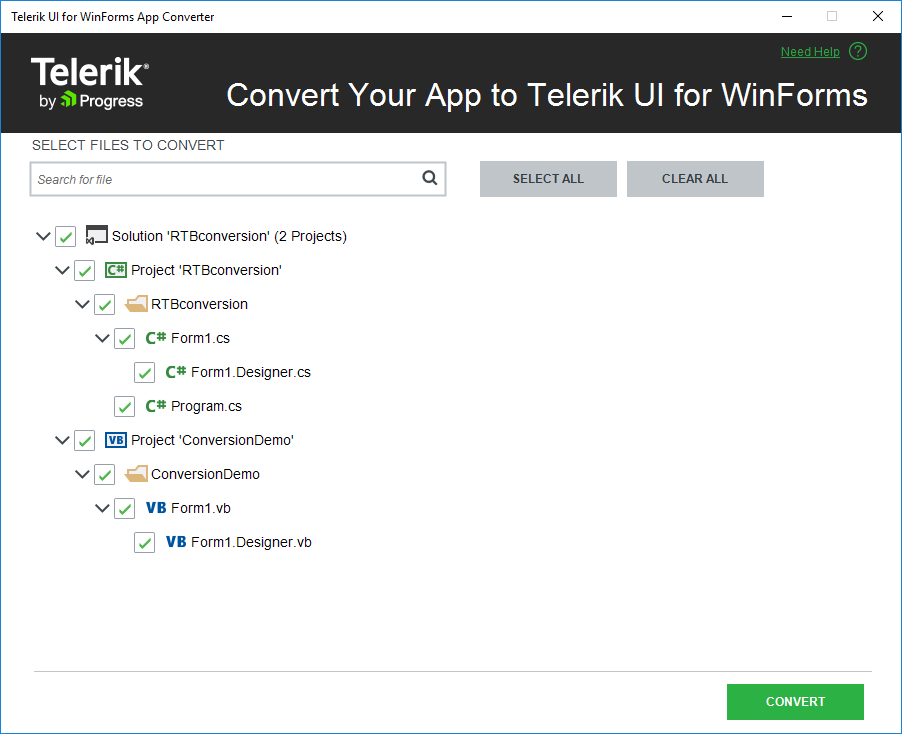 Telerik UI for WinForms App Converter
Need Help ?
Telerik®
by Progress
Convert Your App to Telerik UI for WinForms
SELECT FILES TO CONVERT
Search for file
SELECT ALL
CLEAR ALL
Solution 'RTBconversion' (2 Projects)
C# Project 'RTBconversion'
RTBconversion
C# Form1.cs
C# Form1.Designer.cs
C# Program.cs
VB Project 'ConversionDemo'
ConversionDemo
VB Form1.vb
VB Form1.Designer.vb
CONVERT